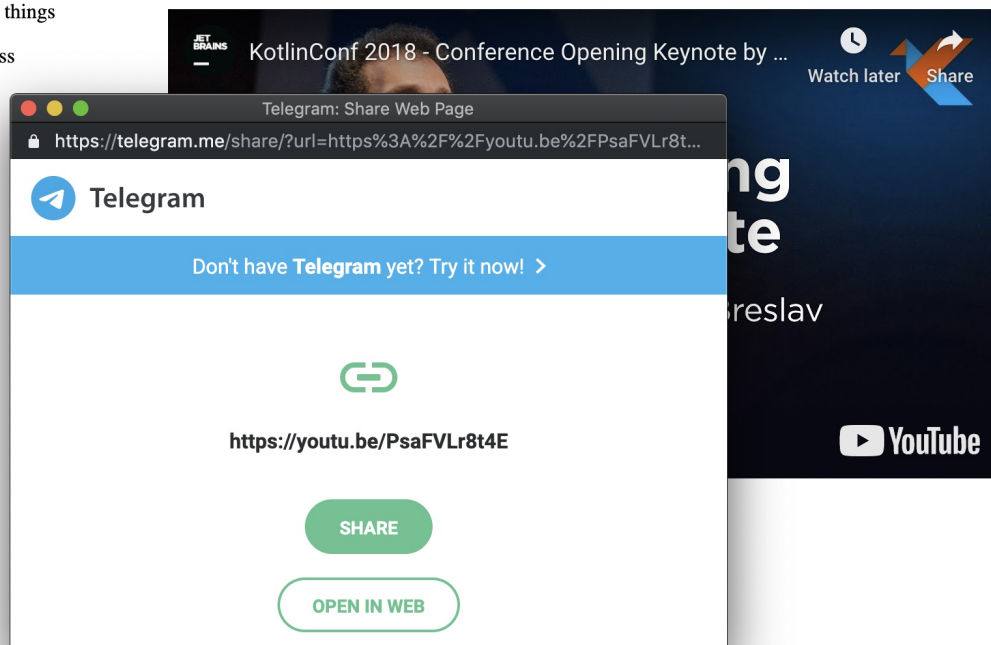 things
ss
JET
BRAINS
KotlinConf 2018 - Conference Opening Keynote by ...
Watch later
Share
Telegram: Share Web Page
https://telegram.me/share/?url=https%3A%2F%2Fyoutu.be%2FPsaFVLr8t...
Telegram
Don't have Telegram yet? Try it now!
ng
te
reslav
https://youtu.be/PsaFVLr8t4E
YouTube
SHARE
OPEN IN WEB